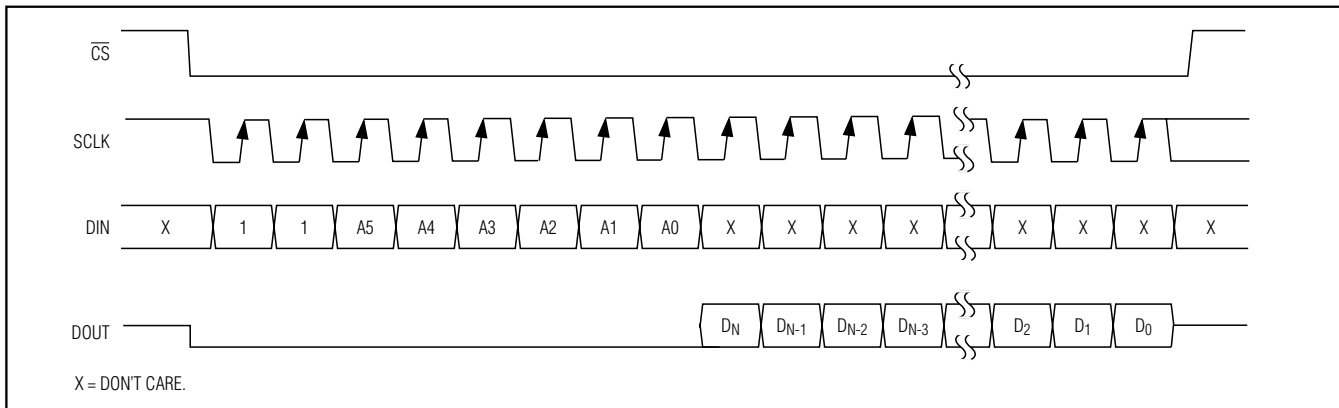 CS
SCLK
DIN X 1 1 A5 A4 A3 A2 A1 A0 X X X X X X X X
DOUT DN DN-1 DN-2 DN-3 D2 D1 D0
X = DON'T CARE.